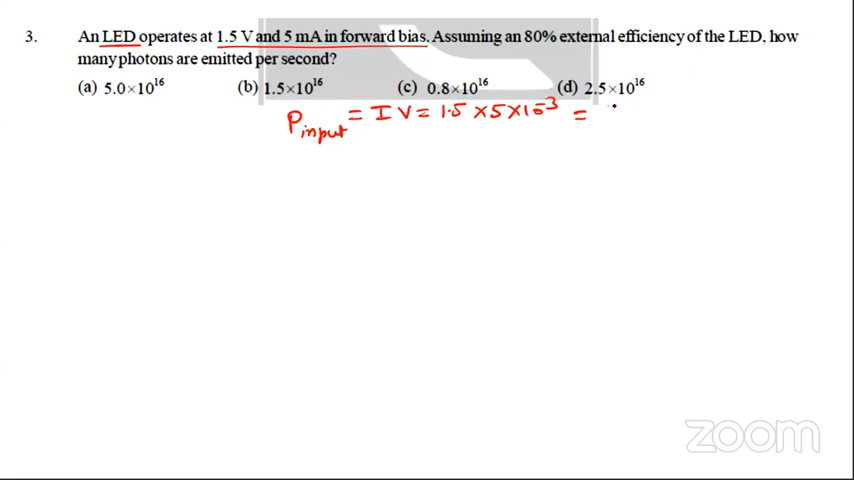 3. An LED operates at 1.5 V and 5 mA in forward bias. Assuming an 80% external efficiency of the LED, how
many photons are emitted per second?
(a) 5.0×10¹⁶ (b) 1.5×10¹⁶ (c) 0.8×10¹⁶ (d) 2.5×10¹⁶
P_input = IV = 1.5 × 5 × 10⁻³ =
zoom